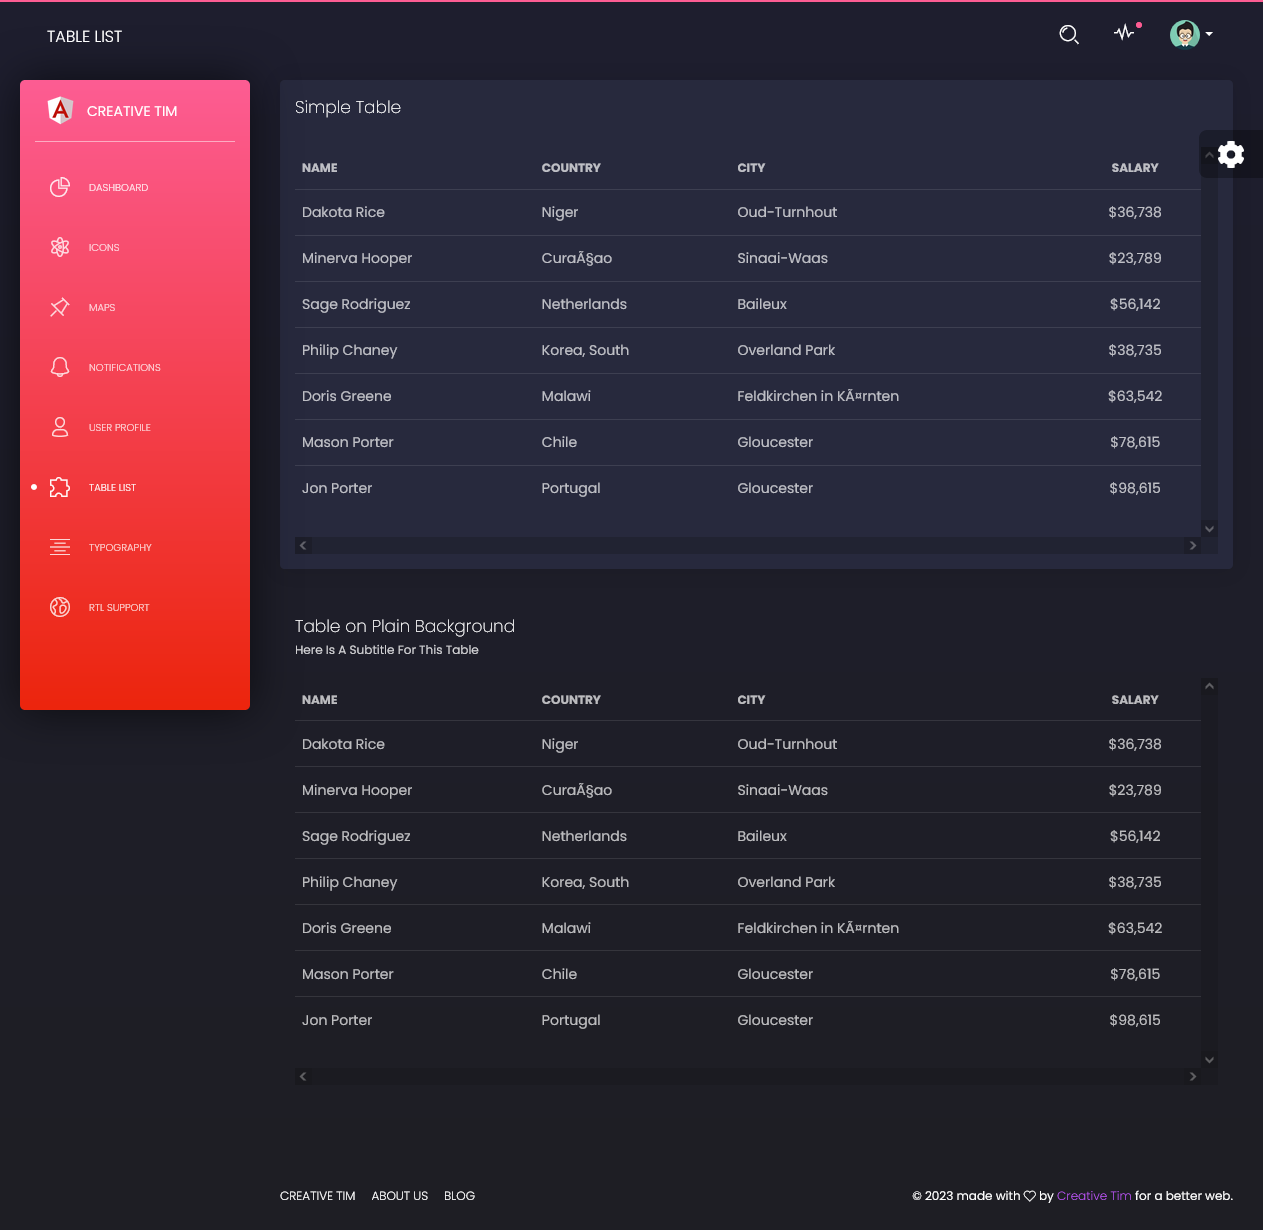 TABLE LIST
CREATIVE TIM
DASHBOARD
ICONS
MAPS
NOTIFICATIONS
USER PROFILE
TABLE LIST
TYPOGRAPHY
RTL SUPPORT
Simple Table
NAME COUNTRY CITY SALARY
Dakota Rice Niger Oud-Turnhout $36,738
Minerva Hooper CuraÃ§ao Sinaai-Waas $23,789
Sage Rodriguez Netherlands Baileux $56,142
Philip Chaney Korea, South Overland Park $38,735
Doris Greene Malawi Feldkirchen in KÃ¤rnten $63,542
Mason Porter Chile Gloucester $78,615
Jon Porter Portugal Gloucester $98,615
Table on Plain Background
Here Is A Subtitle For This Table
NAME COUNTRY CITY SALARY
Dakota Rice Niger Oud-Turnhout $36,738
Minerva Hooper CuraÃ§ao Sinaai-Waas $23,789
Sage Rodriguez Netherlands Baileux $56,142
Philip Chaney Korea, South Overland Park $38,735
Doris Greene Malawi Feldkirchen in KÃ¤rnten $63,542
Mason Porter Chile Gloucester $78,615
Jon Porter Portugal Gloucester $98,615
CREATIVE TIM ABOUT US BLOG
© 2023 made with ♡ by Creative Tim for a better web.